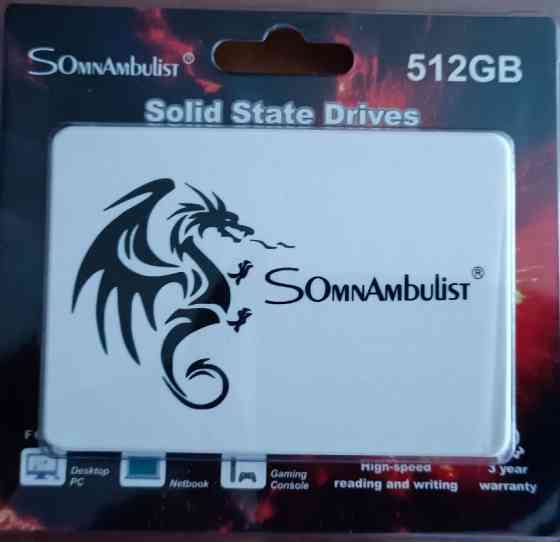 SOMNAMBULIST®
512GB
Solid State Drives
SOMNAMBULIST®
Desktop
PC
Netbook
Gaming
Console
High-speed
reading and writing
3 year
warranty